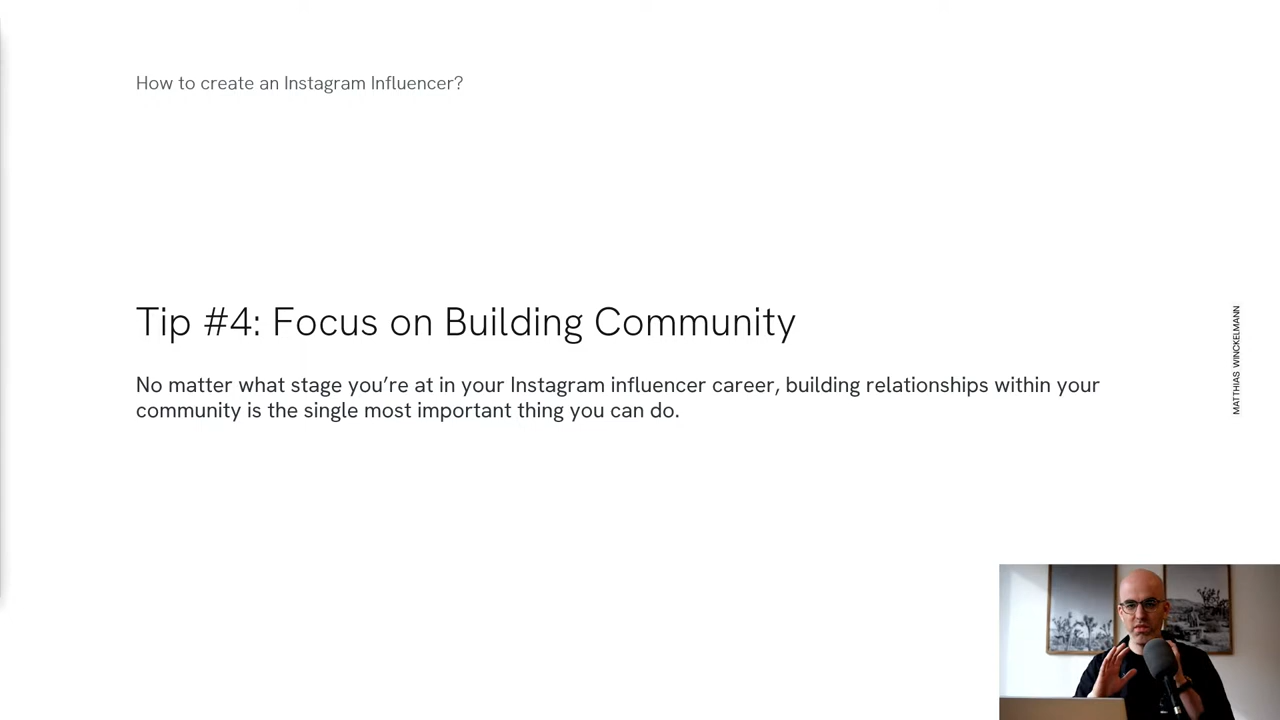 How to create an Instagram Influencer?
Tip #4: Focus on Building Community
No matter what stage you’re at in your Instagram influencer career, building relationships within your
community is the single most important thing you can do.
MATTHIAS WINCKELMANN